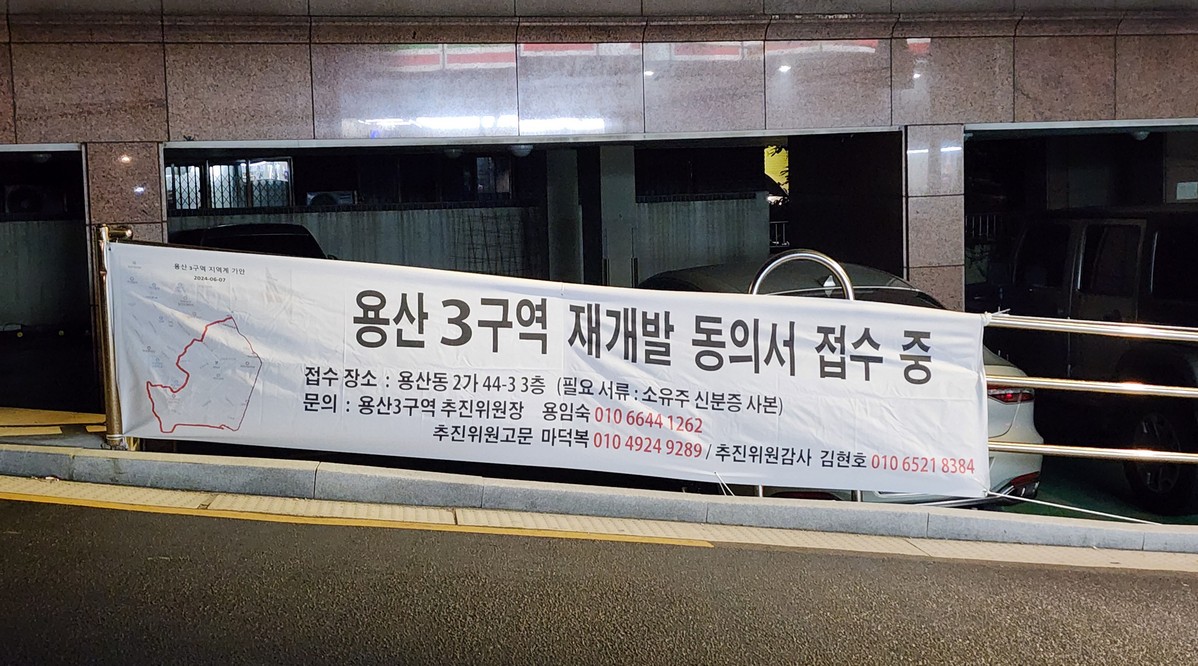 용산 3구역 지역계 기안
2024-06-07
용산 3구역 재개발 동의서 접수 중
접수 장소 : 용산동 2가 44-3 3층 (필요 서류 : 소유주 신분증 사본)
문의 : 용산3구역 추진위원장 용임숙 010 6644 1262
추진위원고문 마덕복 010 4924 9289 / 추진위원감사 김현호 010 6521 8384